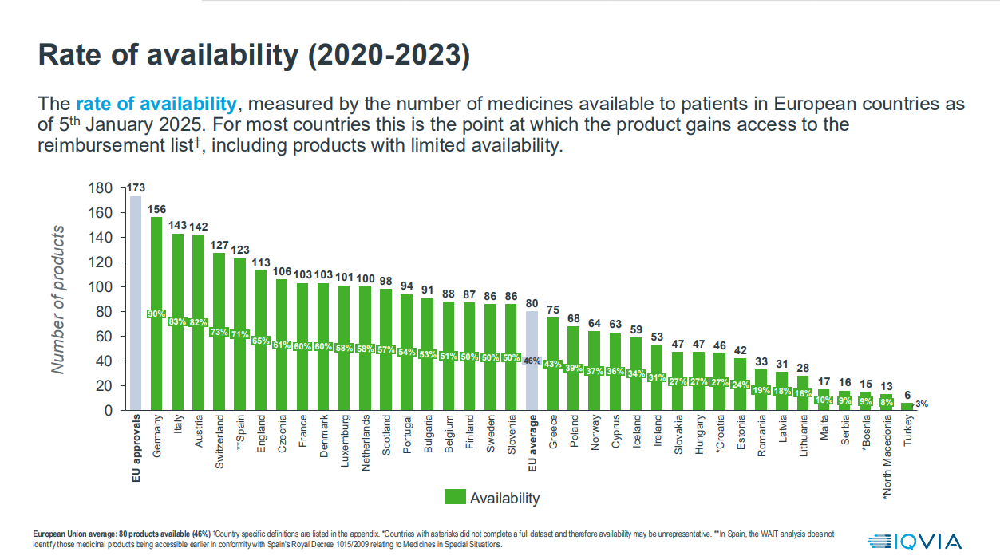 Rate of availability (2020-2023)
The rate of availability, measured by the number of medicines available to patients in European countries as
of 5th January 2025. For most countries this is the point at which the product gains access to the
reimbursement list†, including products with limited availability.
Number of products
180
160
140
120
100
80
60
40
20
0
173
156
143
142
127
123
113
106
103
103
101
100
98
94
91
88
87
86
86
80
75
68
64
63
59
53
47
47
46
42
33
31
28
17
16
15
13
6
90%
83%
82%
73%
71%
65%
61%
60%
60%
58%
58%
57%
54%
53%
51%
50%
50%
50%
46%
43%
39%
37%
36%
34%
31%
27%
27%
27%
24%
19%
18%
16%
10%
9%
9%
8%
3%
EU approvals
Germany
Italy
Austria
Switzerland
**Spain
England
Czechia
France
Denmark
Luxemburg
Netherlands
Scotland
Portugal
Bulgaria
Belgium
Finland
Sweden
Slovenia
EU average
Greece
Poland
Norway
Cyprus
Iceland
Ireland
Slovakia
Hungary
*Croatia
Estonia
Romania
Latvia
Lithuania
Malta
Serbia
*Bosnia
*North Macedonia
Turkey
Availability
European Union average: 80 products available (46%) †Country specific definitions are listed in the appendix. *Countries with asterisks did not complete a full dataset and therefore availability may be unrepresentative. **In Spain, the WAIT analysis does not
identify those medicinal products being accessible earlier in conformity with Spain's Royal Decree 1015/2009 relating to Medicines in Special Situations.
IQVIA